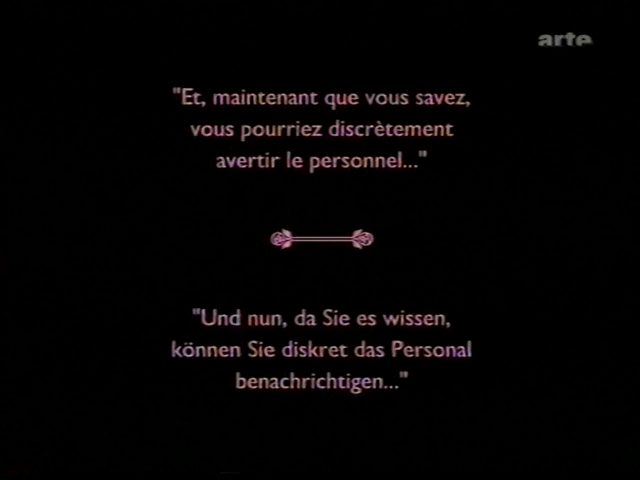 arte
"Et, maintenant que vous savez,
vous pourriez discrètement
avertir le personnel..."
"Und nun, da Sie es wissen,
können Sie diskret das Personal
benachrichtigen..."